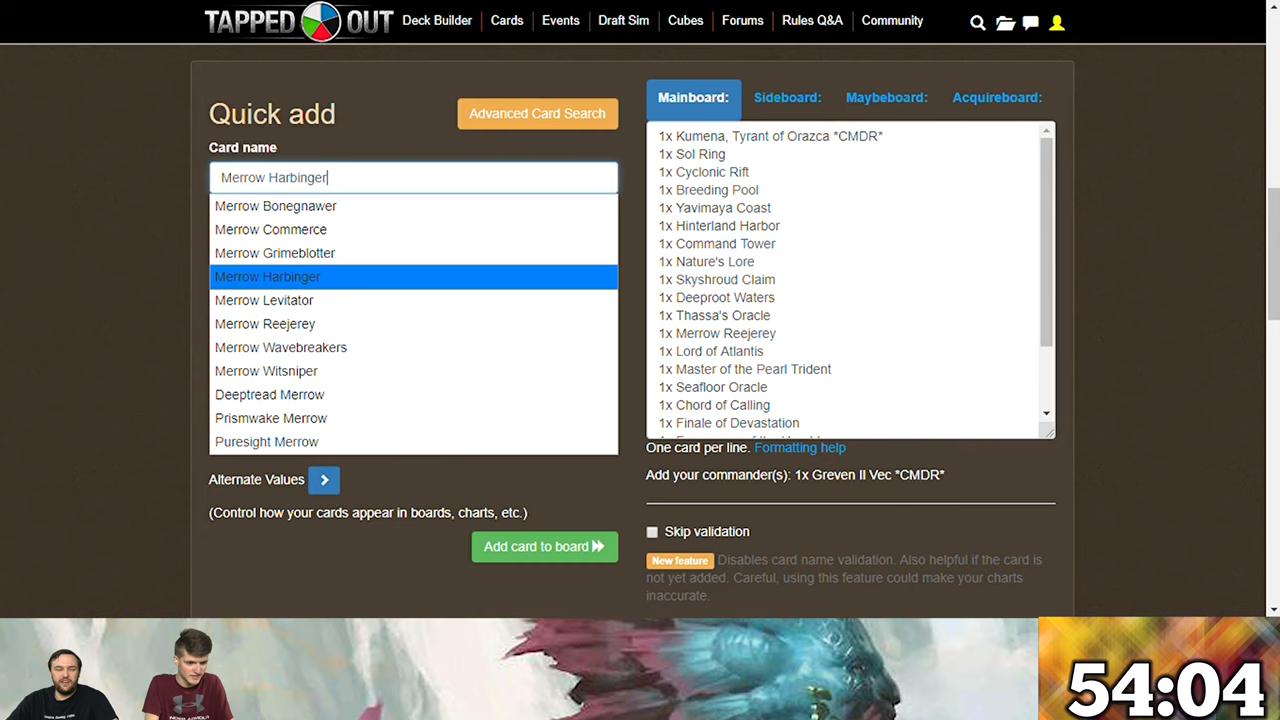 TAPPED OUT
Deck Builder
Cards
Events
Draft Sim
Cubes
Forums
Rules Q&A
Community
Quick add
Advanced Card Search
Card name
Merrow Harbinger
Merrow Bonegnawer
Merrow Commerce
Merrow Grimeblotter
Merrow Harbinger
Merrow Levitator
Merrow Reejerey
Merrow Wavebreakers
Merrow Witsniper
Deeptread Merrow
Prismwake Merrow
Puresight Merrow
Alternate Values
(Control how your cards appear in boards, charts, etc.)
Add card to board
Mainboard:
Sideboard:
Maybeboard:
Acquireboard:
1x Kumena, Tyrant of Orazca *CMDR*
1x Sol Ring
1x Cyclonic Rift
1x Breeding Pool
1x Yavimaya Coast
1x Hinterland Harbor
1x Command Tower
1x Nature's Lore
1x Skyshroud Claim
1x Deeproot Waters
1x Thassa's Oracle
1x Merrow Reejerey
1x Lord of Atlantis
1x Master of the Pearl Trident
1x Seafloor Oracle
1x Chord of Calling
1x Finale of Devastation
One card per line. Formatting help
Add your commander(s): 1x Greven Il Vec *CMDR*
Skip validation
New feature Disables card name validation. Also helpful if the card is
not yet added. Careful, using this feature could make your charts
inaccurate.
UNDER ARMOUR
54:04